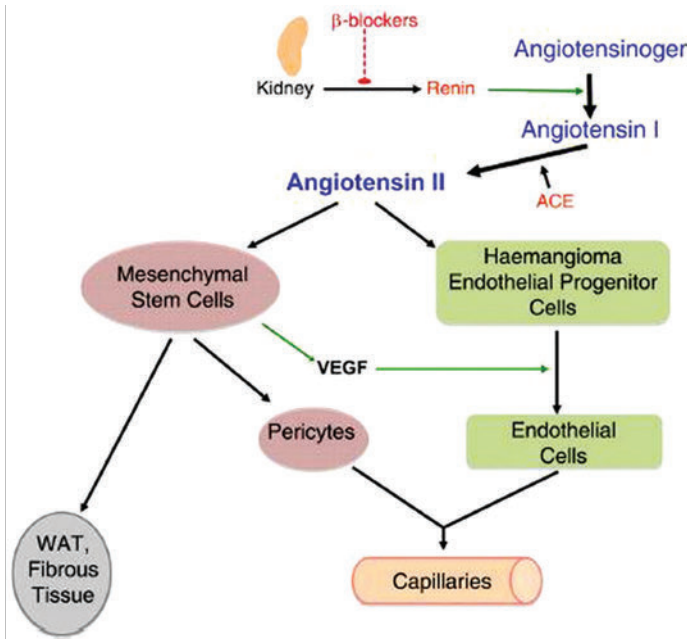 β-blockers
Angiotensinogen
Kidney
Renin
Angiotensin I
Angiotensin II
ACE
Mesenchymal
Stem Cells
Haemangioma
Endothelial Progenitor
Cells
VEGF
Pericytes
Endothelial
Cells
WAT,
Fibrous
Tissue
Capillaries